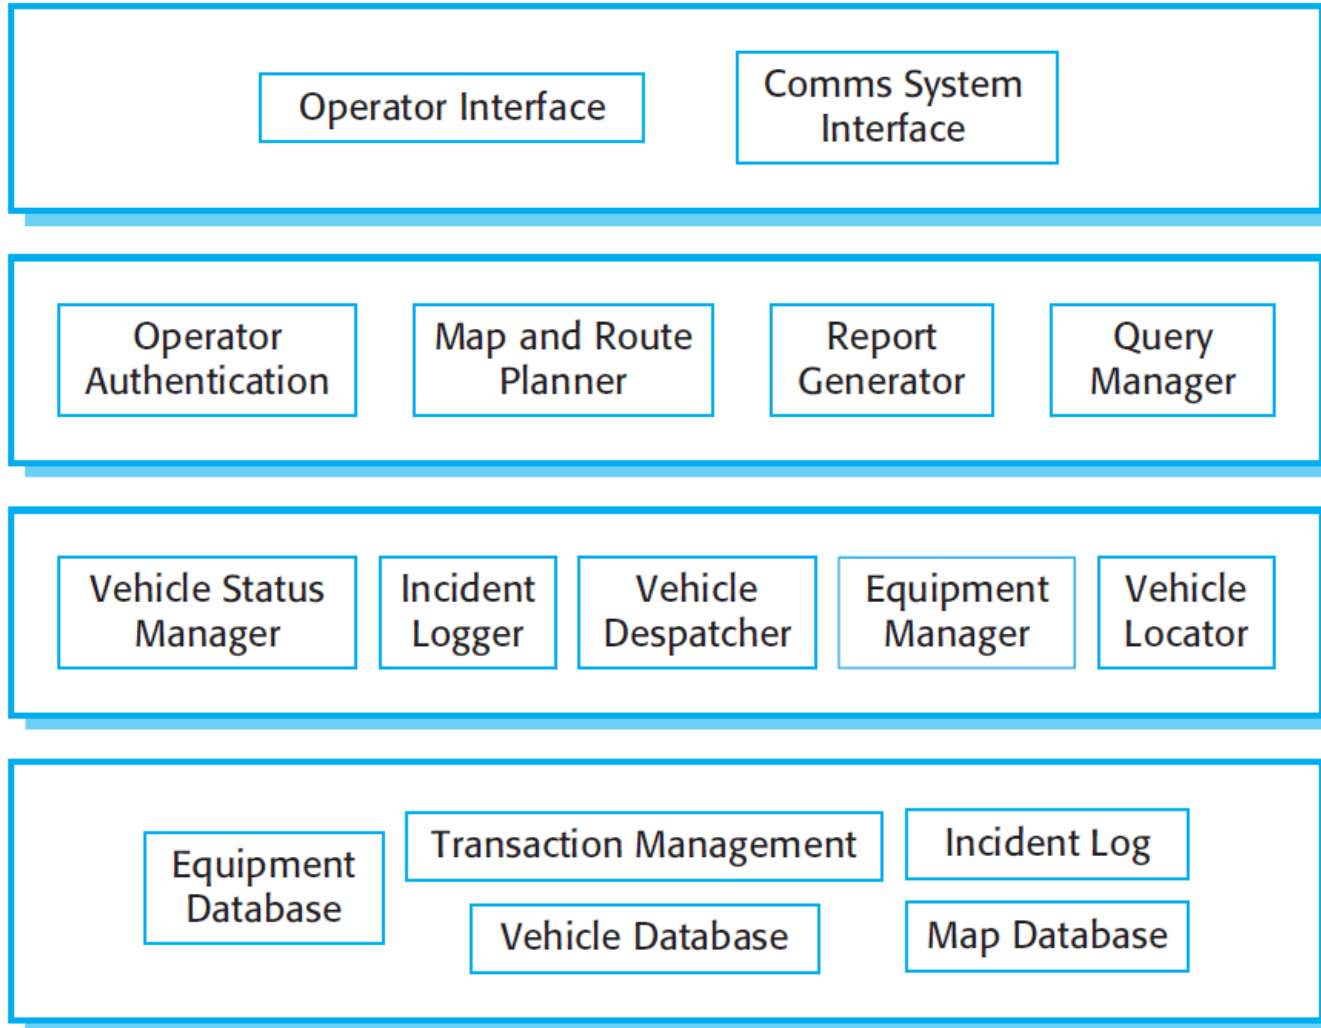 Operator Interface
Comms System
Interface
Operator
Authentication
Map and Route
Planner
Report
Generator
Query
Manager
Vehicle Status
Manager
Incident
Logger
Vehicle
Despatcher
Equipment
Manager
Vehicle
Locator
Equipment
Database
Transaction Management
Vehicle Database
Incident Log
Map Database